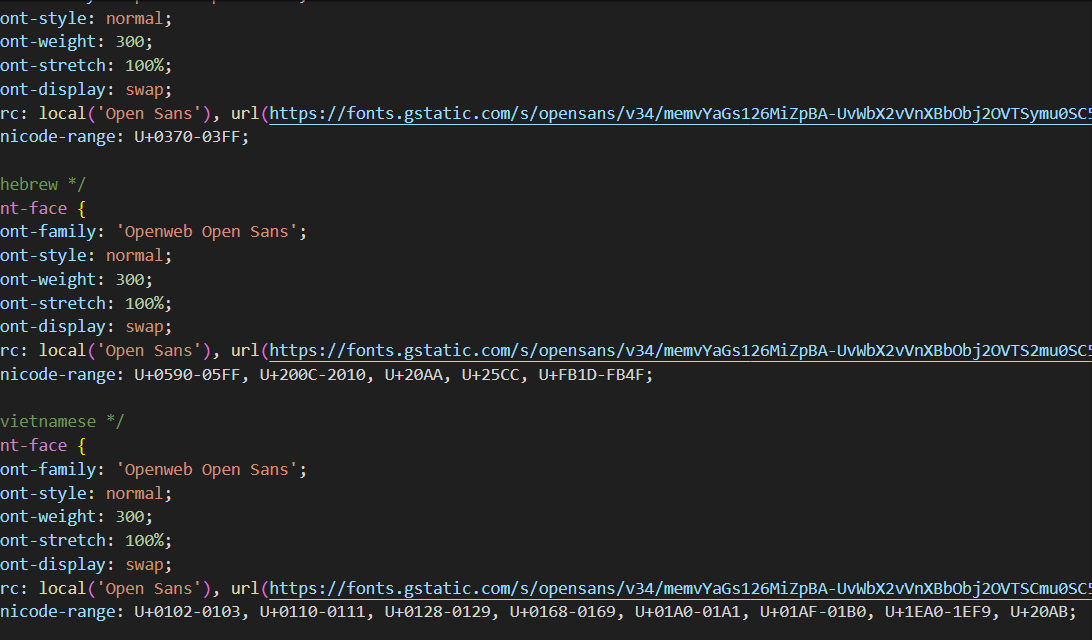 ont-style: normal;
ont-weight: 300;
ont-stretch: 100%;
ont-display: swap;
rc: local('Open Sans'), url(https://fonts.gstatic.com/s/opensans/v34/memvYaGs126MiZpBA-UvWbX2vVnXBbObj2OVTSymu0SC5
nicode-range: U+0370-03FF;
hebrew */
nt-face {
ont-family: 'Openweb Open Sans';
ont-style: normal;
ont-weight: 300;
ont-stretch: 100%;
ont-display: swap;
rc: local('Open Sans'), url(https://fonts.gstatic.com/s/opensans/v34/memvYaGs126MiZpBA-UvWbX2vVnXBbObj2OVTS2mu0SC5
nicode-range: U+0590-05FF, U+200C-2010, U+20AA, U+25CC, U+FB1D-FB4F;
vietnamese */
nt-face {
ont-family: 'Openweb Open Sans';
ont-style: normal;
ont-weight: 300;
ont-stretch: 100%;
ont-display: swap;
rc: local('Open Sans'), url(https://fonts.gstatic.com/s/opensans/v34/memvYaGs126MiZpBA-UvWbX2vVnXBbObj2OVTSCmu0SC5
nicode-range: U+0102-0103, U+0110-0111, U+0128-0129, U+0168-0169, U+01A0-01A1, U+01AF-01B0, U+1EA0-1EF9, U+20AB;